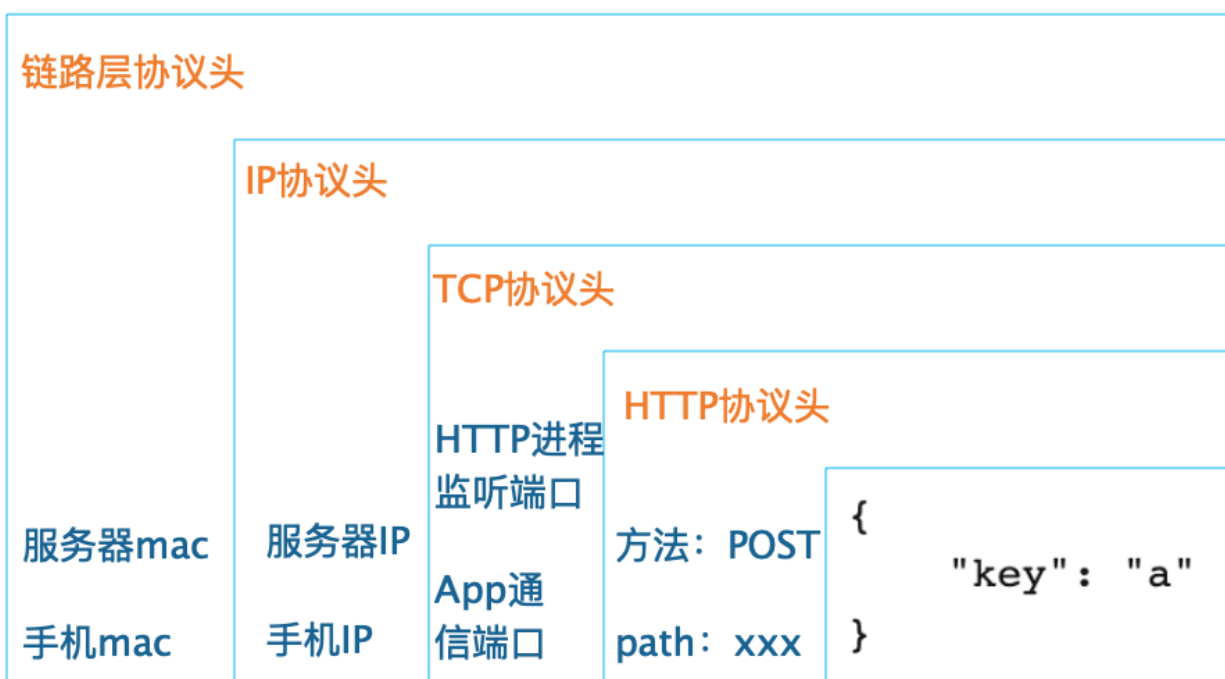 链路层协议头
IP协议头
TCP协议头
HTTP协议头
HTTP进程
监听端口
服务器mac
服务器IP
方法：POST
{
"key": "a"
}
App通
信端口
手机mac
手机IP
path：xxx